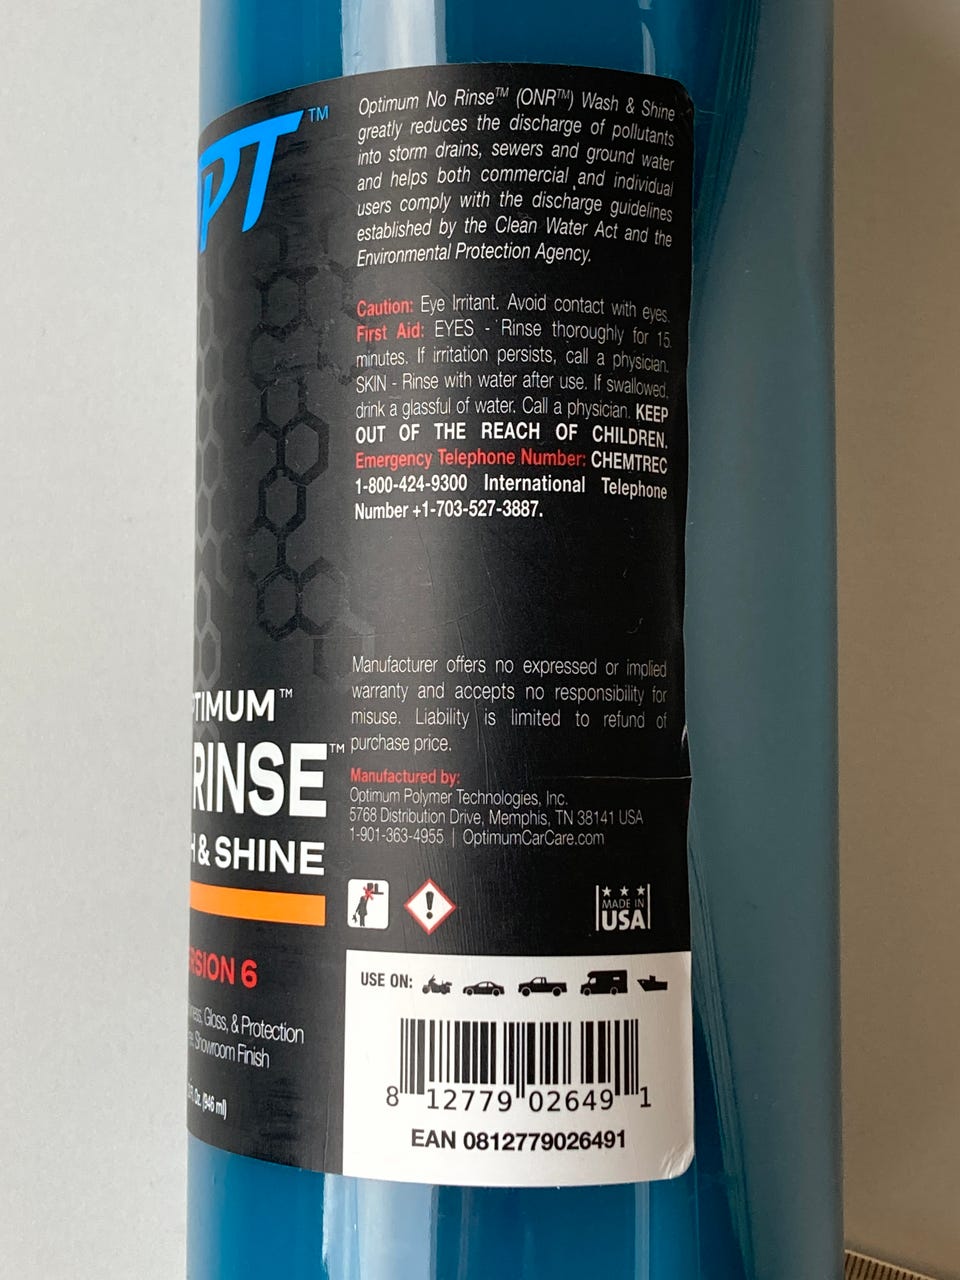 PT™
TIMUM™
RINSE™
& SHINE
SION 6
Gloss, & Protection
Showroom Finish
Oz. (946 ml)
Optimum No Rinse™ (ONR™) Wash & Shine
greatly reduces the discharge of pollutants
into storm drains, sewers and ground water
and helps both commercial and individual
users comply with the discharge guidelines
established by the Clean Water Act and the
Environmental Protection Agency.
Caution: Eye Irritant. Avoid contact with eyes.
First Aid: EYES - Rinse thoroughly for 15
minutes. If irritation persists, call a physician.
SKIN - Rinse with water after use. If swallowed,
drink a glassful of water. Call a physician. KEEP
OUT OF THE REACH OF CHILDREN.
Emergency Telephone Number: CHEMTREC
1-800-424-9300 International Telephone
Number +1-703-527-3887.
Manufacturer offers no expressed or implied
warranty and accepts no responsibility for
misuse. Liability is limited to refund of
purchase price.
Manufactured by:
Optimum Polymer Technologies, Inc.
5768 Distribution Drive, Memphis, TN 38141 USA
1-901-363-4955 | OptimumCarCare.com
MADE IN
USA
USE ON:
8 12779 02649 1
EAN 0812779026491